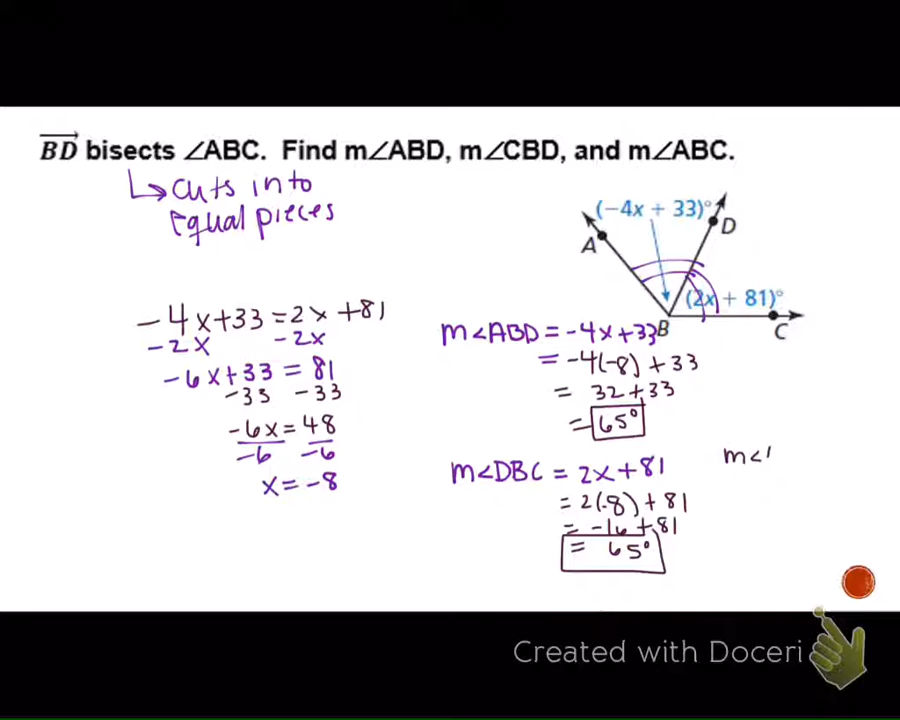 BD bisects ∠ABC. Find m∠ABD, m∠CBD, and m∠ABC.
↳ cuts into
Equal pieces
(−4x + 33)°
D
A
(2x + 81)°
B
C
-4x+33 = 2x +81
-2x -2x
-6x+33 = 81
-33 -33
-6x = 48
-6 -6
x = -8
m∠ABD = -4x+33
= -4(-8) +33
= 32+33
= 65°
m∠DBC = 2x+81
= 2(-8) +81
= -16 +81
= 65°
m<1
Created with Doceri